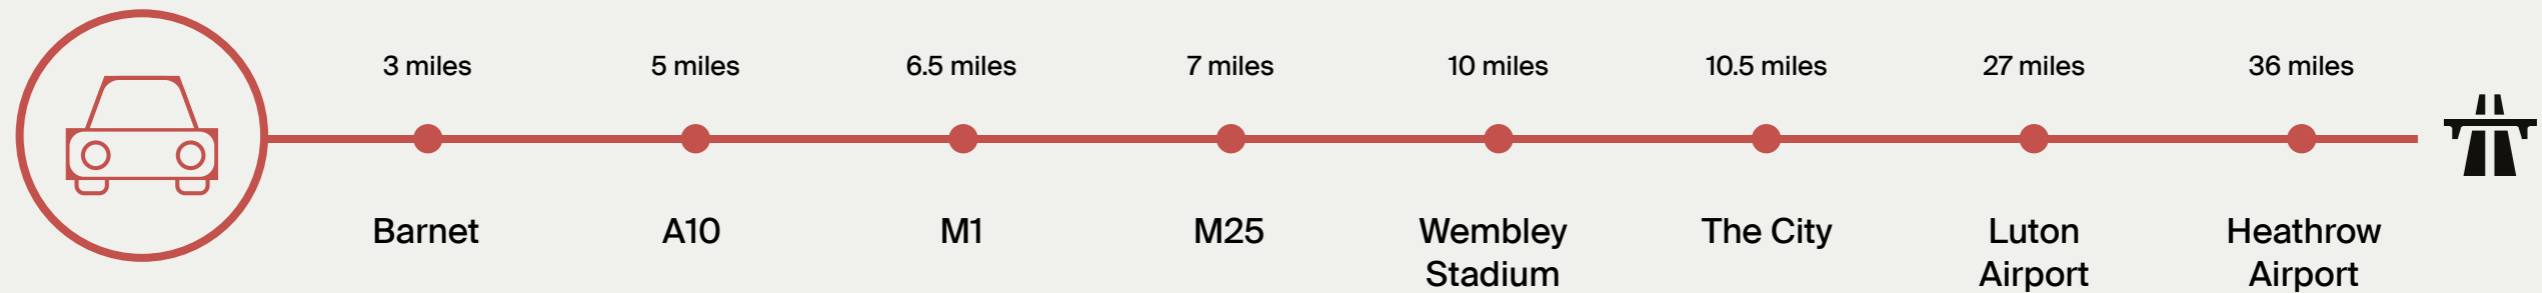 3 miles
5 miles
6.5 miles
7 miles
10 miles
10.5 miles
27 miles
36 miles
Barnet
A10
M1
M25
Wembley
Stadium
The City
Luton
Airport
Heathrow
Airport